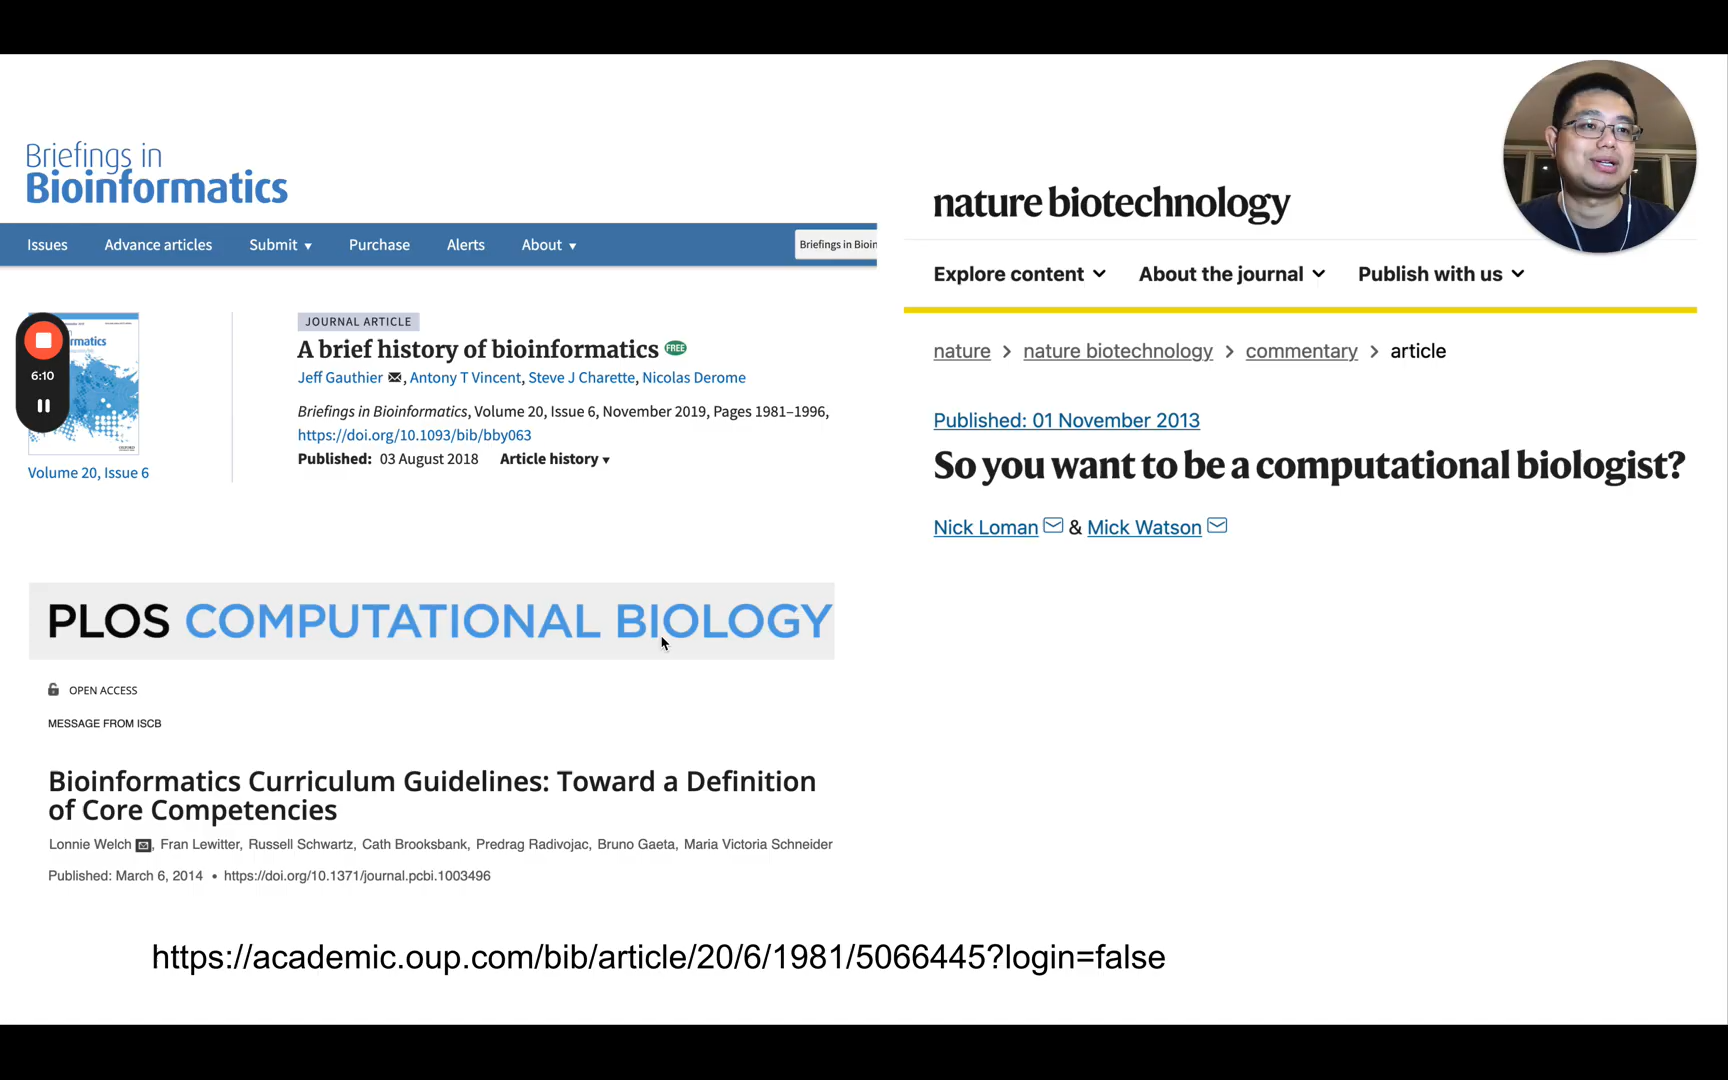 Briefings in
Bioinformatics
Issues Advance articles Submit Purchase Alerts About
Briefings in Bioin
matics
6:10
Volume 20, Issue 6
JOURNAL ARTICLE
A brief history of bioinformatics FREE
Jeff Gauthier, Antony T Vincent, Steve J Charette, Nicolas Derome
Briefings in Bioinformatics, Volume 20, Issue 6, November 2019, Pages 1981–1996,
https://doi.org/10.1093/bib/bby063
Published: 03 August 2018 Article history
PLOS COMPUTATIONAL BIOLOGY
OPEN ACCESS
MESSAGE FROM ISCB
Bioinformatics Curriculum Guidelines: Toward a Definition
of Core Competencies
Lonnie Welch, Fran Lewitter, Russell Schwartz, Cath Brooksbank, Predrag Radivojac, Bruno Gaeta, Maria Victoria Schneider
Published: March 6, 2014 • https://doi.org/10.1371/journal.pcbi.1003496
nature biotechnology
Explore content About the journal Publish with us
nature > nature biotechnology > commentary > article
Published: 01 November 2013
So you want to be a computational biologist?
Nick Loman & Mick Watson
https://academic.oup.com/bib/article/20/6/1981/5066445?login=false